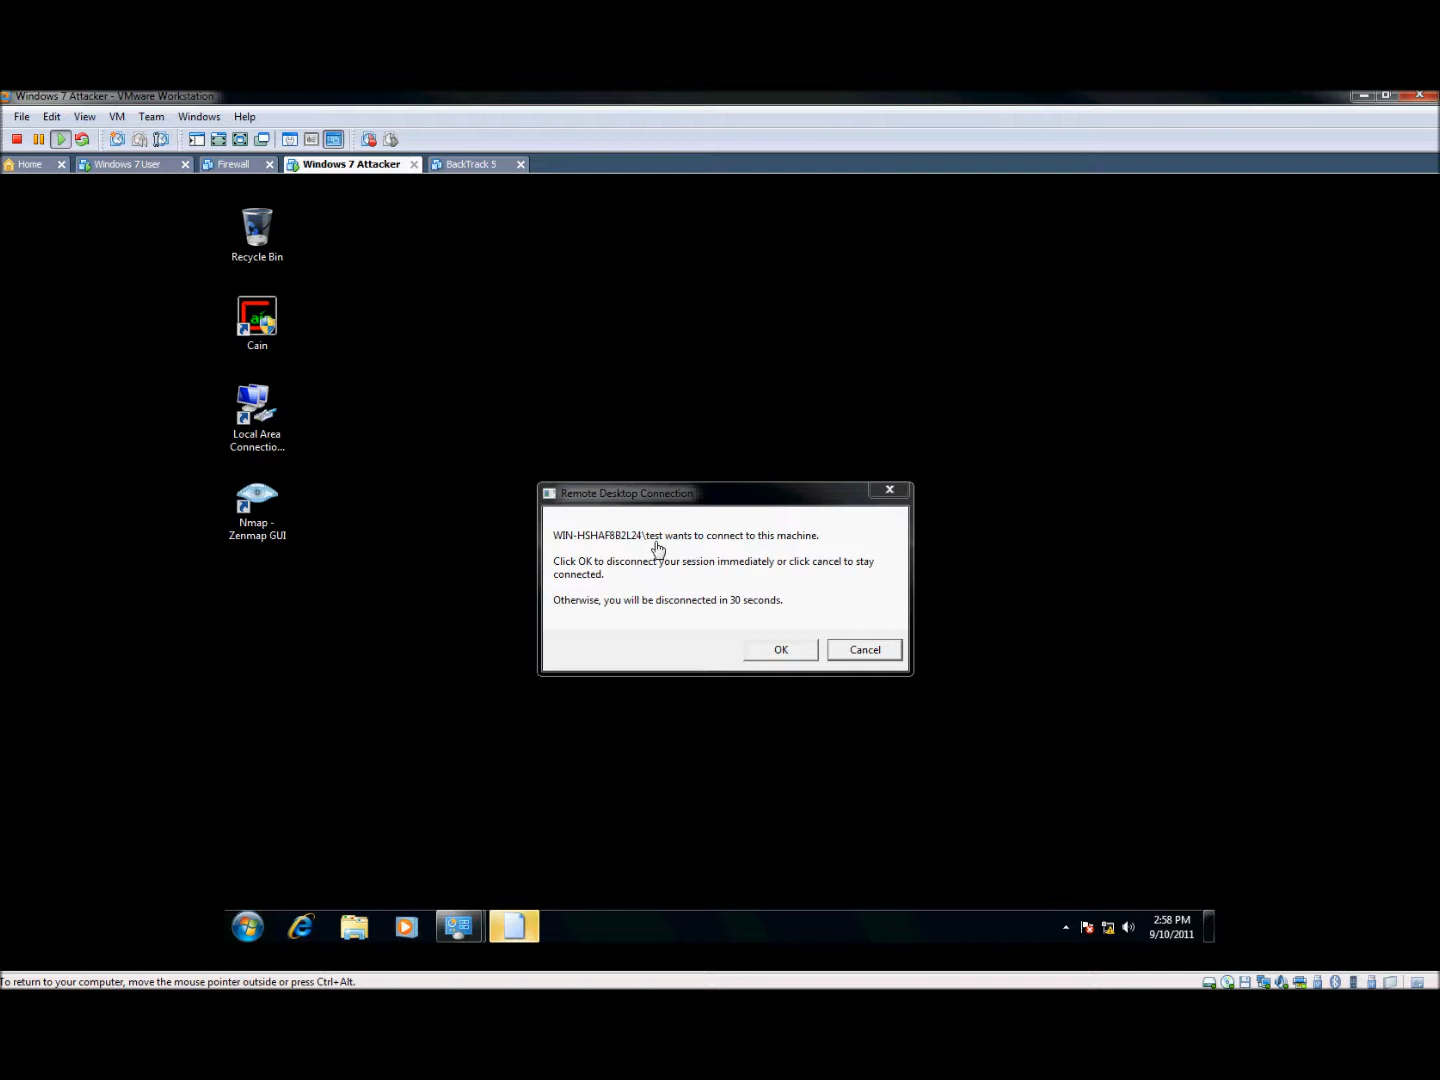 Windows 7 Attacker - VMware Workstation
File Edit View VM Team Windows Help
Home Windows 7 User Firewall Windows 7 Attacker BackTrack 5
Recycle Bin
Cain
Local Area
Connectio...
Nmap -
Zenmap GUI
Remote Desktop Connection
WIN-HSHAF8B2L24\test wants to connect to this machine.
Click OK to disconnect your session immediately or click cancel to stay
connected.
Otherwise, you will be disconnected in 30 seconds.
OK Cancel
2:58 PM
9/10/2011
To return to your computer, move the mouse pointer outside or press Ctrl+Alt.